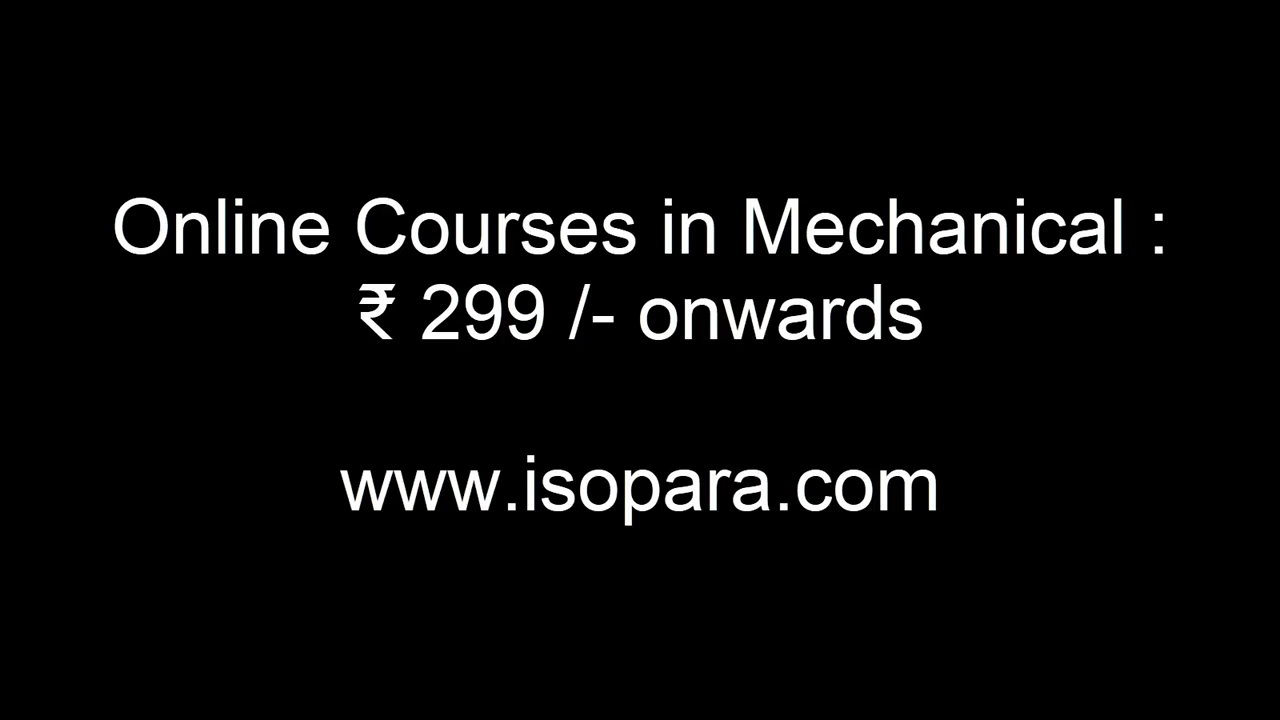 Online Courses in Mechanical :
₹ 299 /- onwards
www.isopara.com